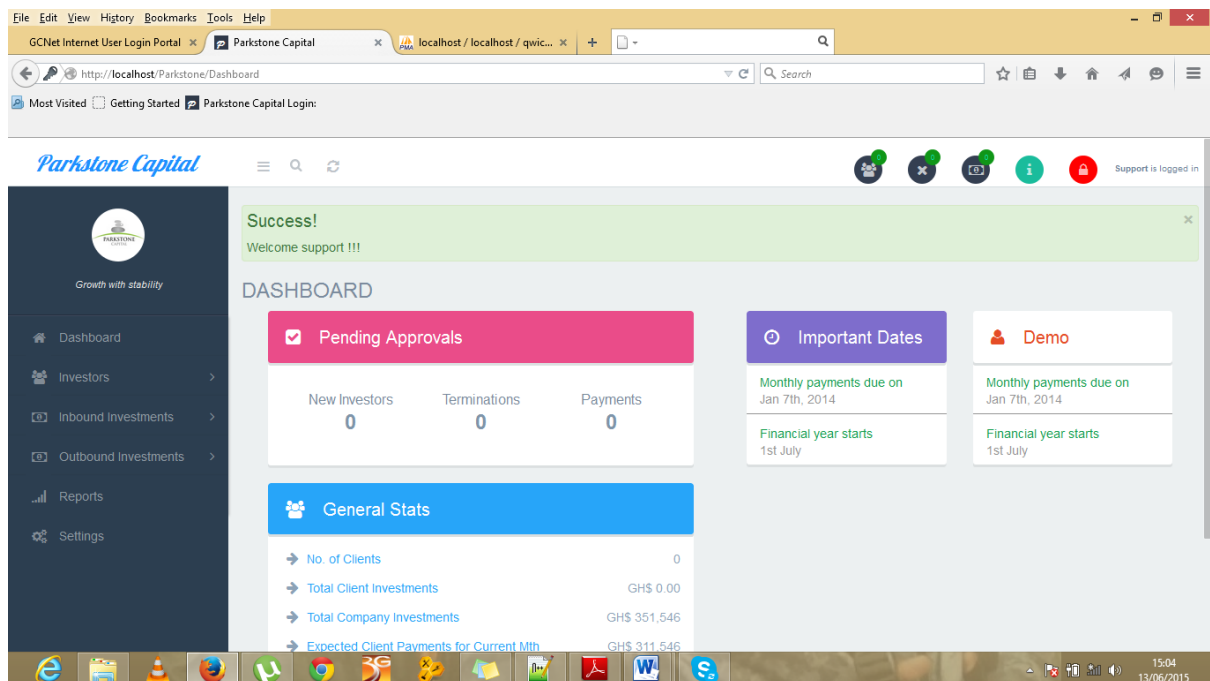 File Edit View History Bookmarks Tools Help
GCNet Internet User Login Portal × Parkstone Capital × localhost / localhost / qwic... × +
http://localhost/Parkstone/Dashboard Search
Most Visited Getting Started Parkstone Capital Login:
Parkstone Capital
0 0 0 Support is logged in
PARKSTONE
CAPITAL
Growth with stability
Dashboard
Investors
Inbound Investments
Outbound Investments
Reports
Settings
Success!
Welcome support !!!
DASHBOARD
Pending Approvals
New Investors Terminations Payments
0 0 0
Important Dates
Monthly payments due on
Jan 7th, 2014
Financial year starts
1st July
Demo
Monthly payments due on
Jan 7th, 2014
Financial year starts
1st July
General Stats
No. of Clients 0
Total Client Investments GH$ 0.00
Total Company Investments GH$ 351,546
Expected Client Payments for Current Mth GH$ 311,546
15:04
13/06/2015